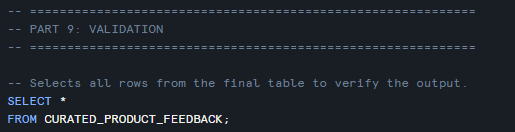 -- ============================================================
-- PART 9: VALIDATION
-- ============================================================
-- Selects all rows from the final table to verify the output.
SELECT *
FROM CURATED_PRODUCT_FEEDBACK;